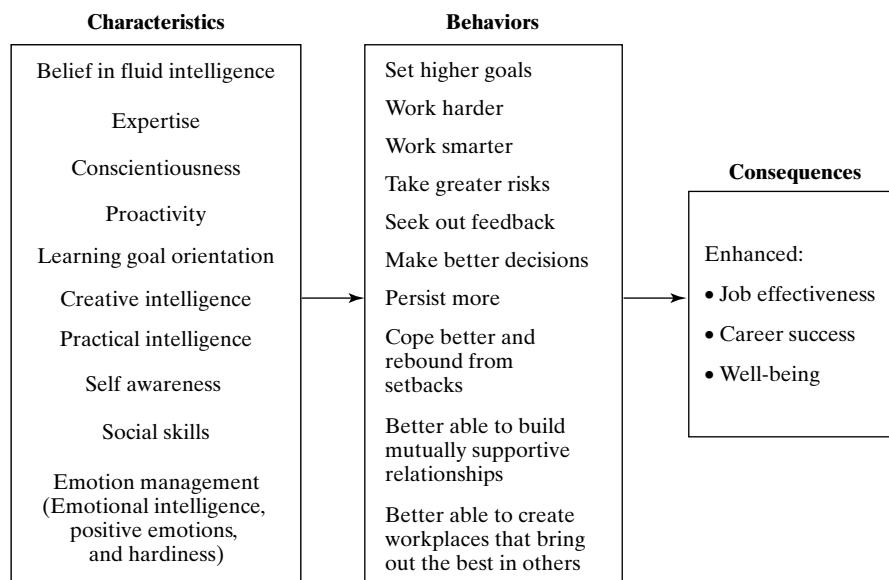 Characteristics
Belief in fluid intelligence
Expertise
Conscientiousness
Proactivity
Learning goal orientation
Creative intelligence
Practical intelligence
Self awareness
Social skills
Emotion management
(Emotional intelligence,
positive emotions,
and hardiness)
Behaviors
Set higher goals
Work harder
Work smarter
Take greater risks
Seek out feedback
Make better decisions
Persist more
Cope better and
rebound from
setbacks
Better able to build
mutually supportive
relationships
Better able to create
workplaces that bring
out the best in others
Consequences
Enhanced:
• Job effectiveness
• Career success
• Well-being